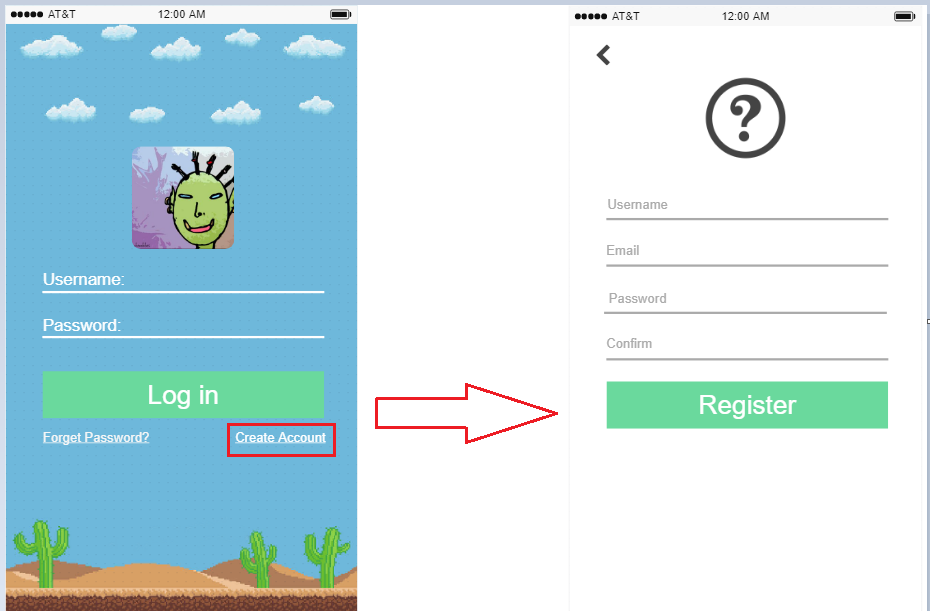 AT&T 12:00 AM
Username:
Password:
Log in
Forget Password? Create Account
AT&T 12:00 AM
?
Username
Email
Password
Confirm
Register